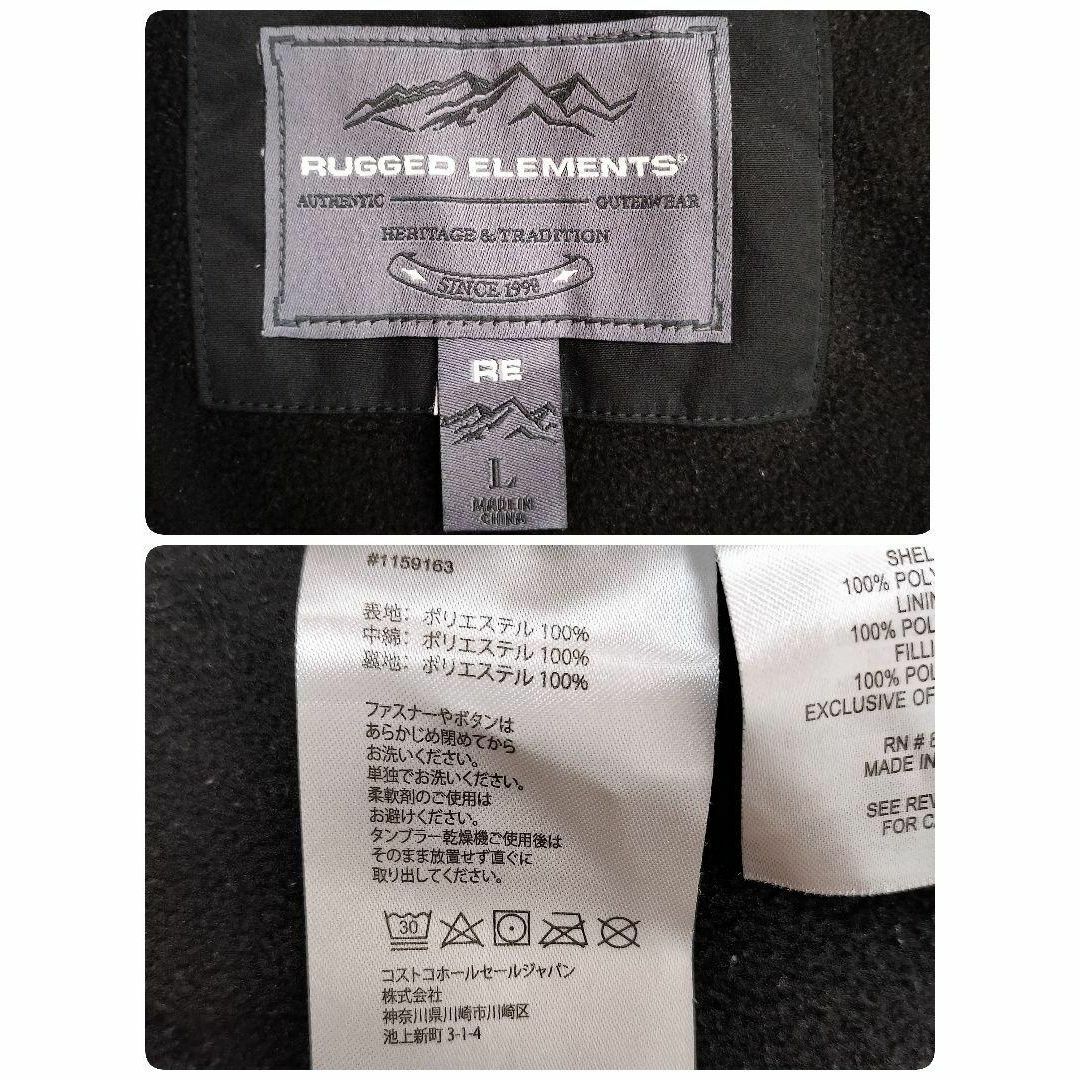 RUGGED ELEMENTS®
AUTHENTIC OUTERWEAR
HERITAGE & TRADITION
SINCE 1998
RE
L
MADE IN
CHINA
#1159163
表地: ポリエステル 100%
中綿: ポリエステル 100%
裏地: ポリエステル 100%
ファスナーやボタンは
あらかじめ閉めてから
お洗いください。
単独でお洗いください。
柔軟剤のご使用は
お避けください。
タンブラー乾燥機ご使用後は
そのまま放置せず直ぐに
取り出してください。
30
コストコホールセールジャパン
株式会社
神奈川県川崎市川崎区
池上新町 3-1-4
SHEL
100% POLY
LININ
100% POL
FILLI
100% POL
EXCLUSIVE OF
RN # 8
MADE IN
SEE REV
FOR CA